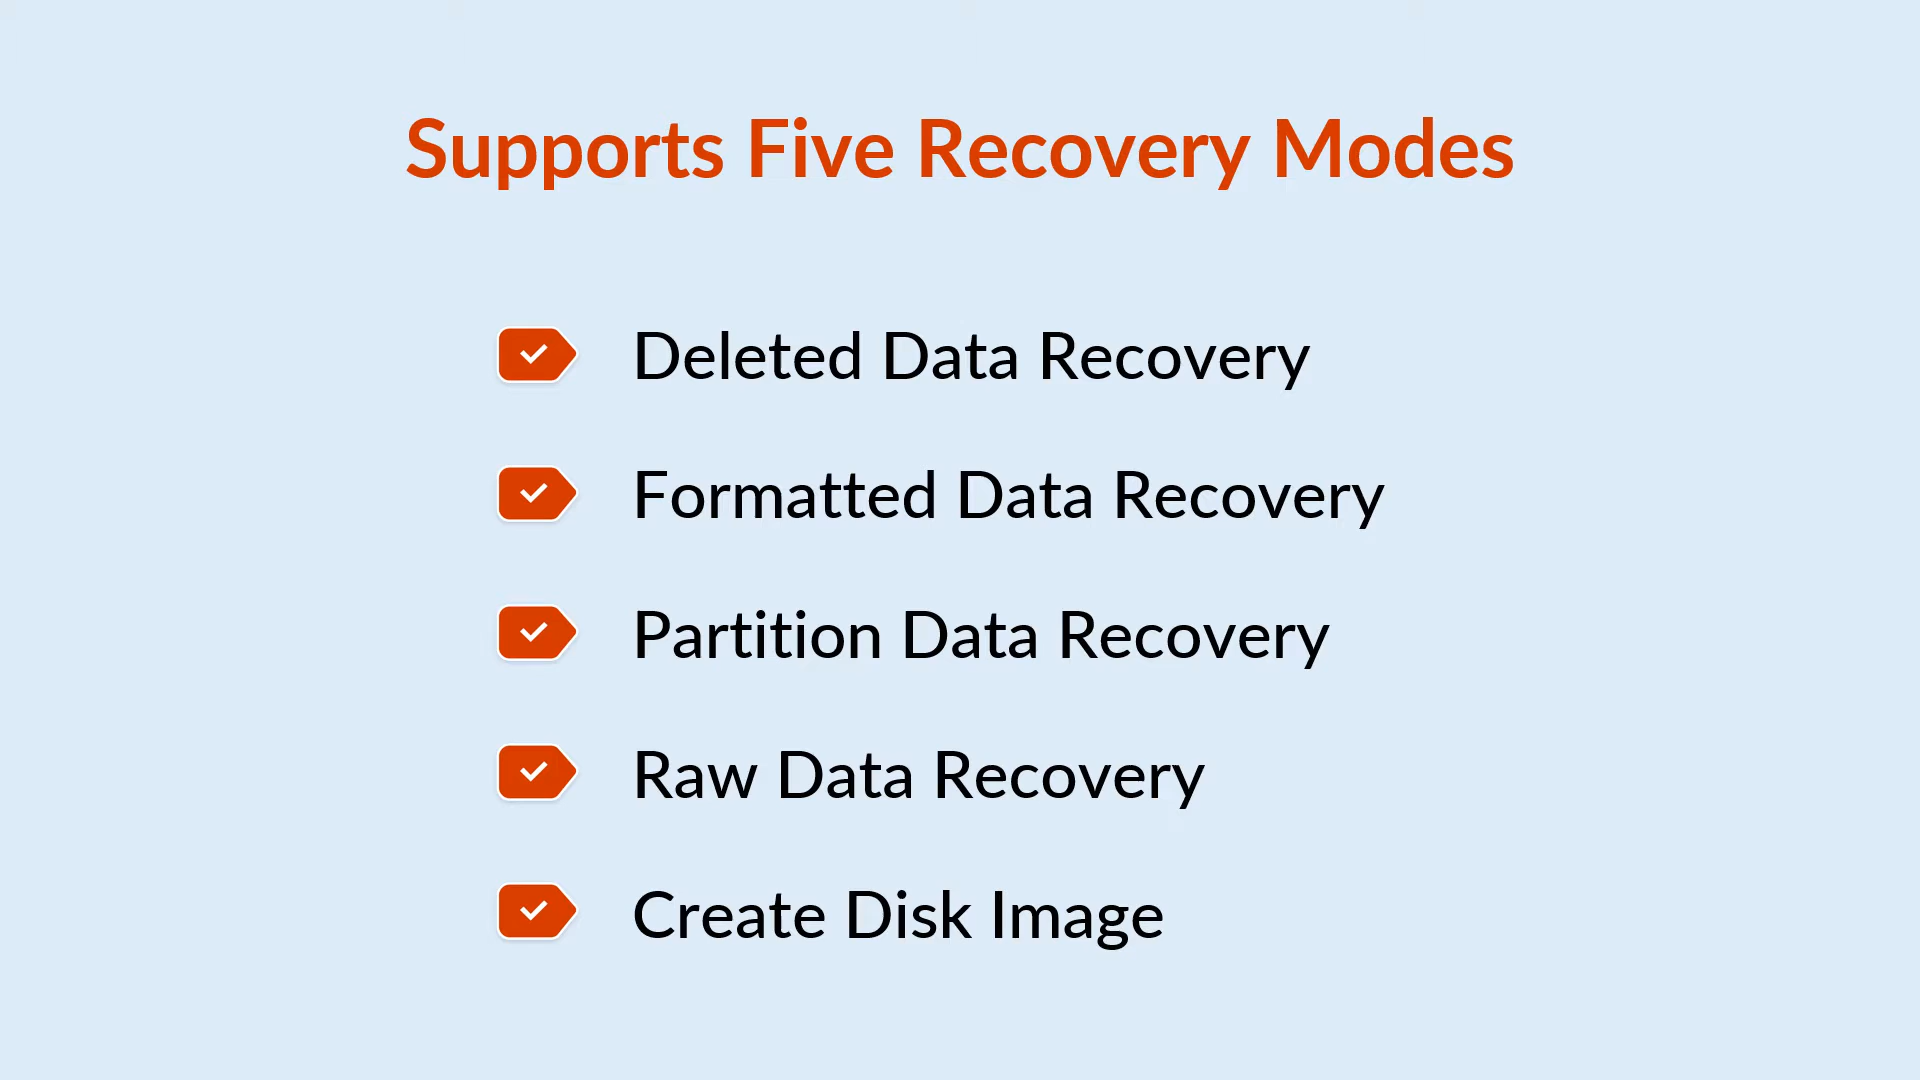 Supports Five Recovery Modes
Deleted Data Recovery
Formatted Data Recovery
Partition Data Recovery
Raw Data Recovery
Create Disk Image